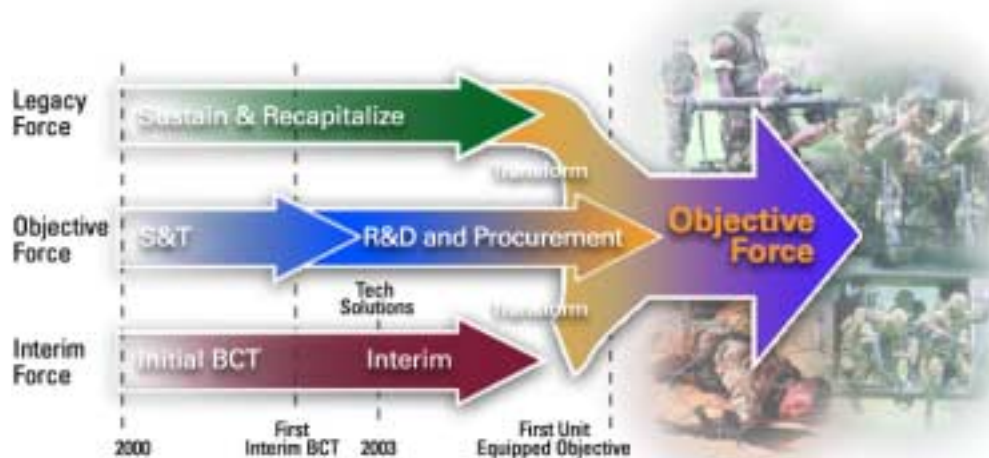 Legacy
Force
Sustain & Recapitalize
Transform
Objective
Force
S&T
R&D and Procurement
Objective
Force
Tech
Solutions
Transform
Interim
Force
Initial BCT
Interim
2000
First
Interim BCT
2003
First Unit
Equipped Objective